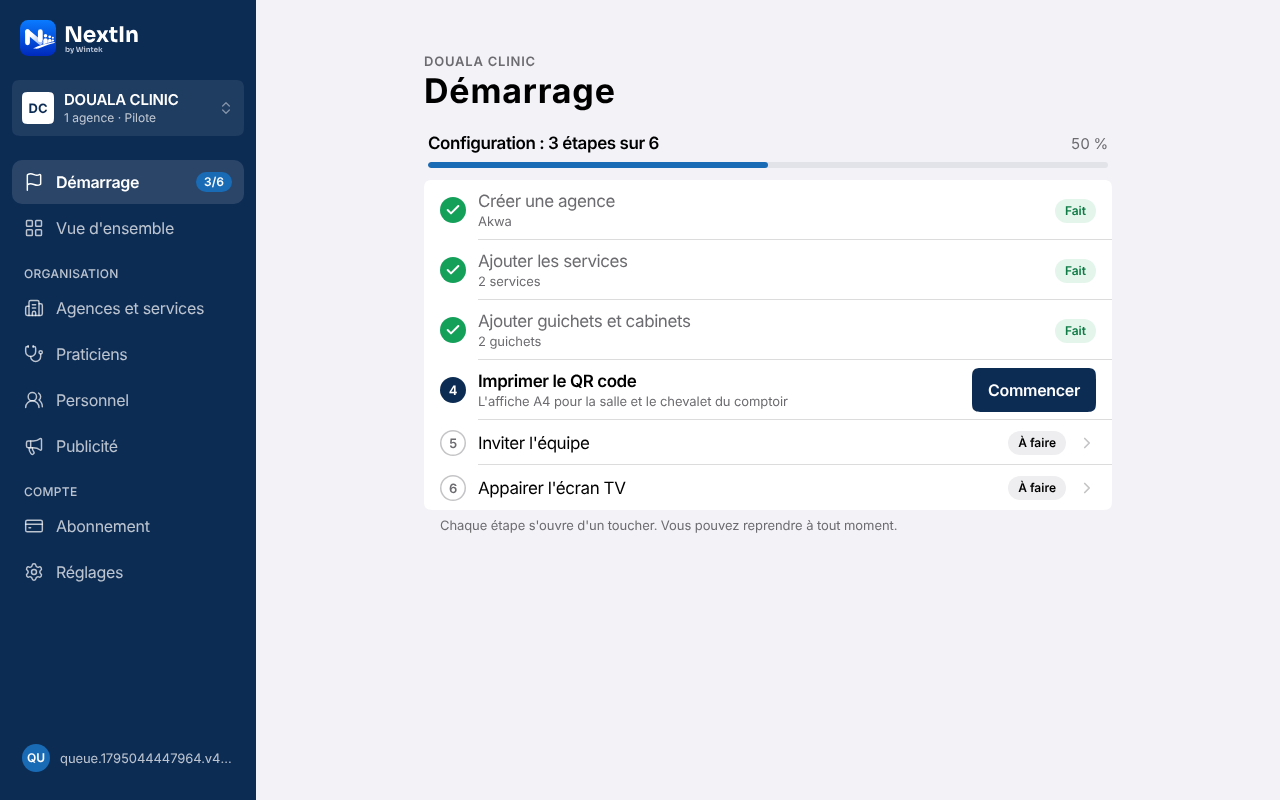 NextIn
by Wintek
DC
DOUALA CLINIC
1 agence · Pilote
Démarrage
3/6
Vue d'ensemble
ORGANISATION
Agences et services
Praticiens
Personnel
Publicité
COMPTE
Abonnement
Réglages
QU
queue.1795044447964.v4...
DOUALA CLINIC
Démarrage
Configuration : 3 étapes sur 6
50 %
Créer une agence
Akwa
Fait
Ajouter les services
2 services
Fait
Ajouter guichets et cabinets
2 guichets
Fait
4
Imprimer le QR code
L'affiche A4 pour la salle et le chevalet du comptoir
Commencer
5
Inviter l'équipe
À faire
6
Appairer l'écran TV
À faire
Chaque étape s'ouvre d'un toucher. Vous pouvez reprendre à tout moment.